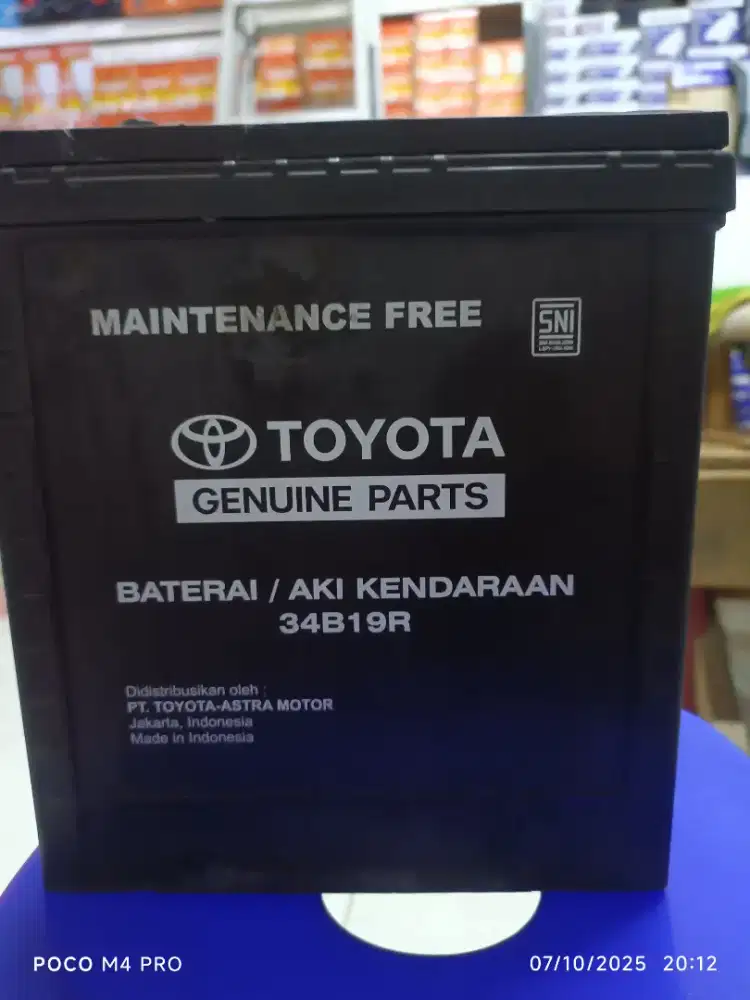 MAINTENANCE FREE
SNI
TOYOTA
GENUINE PARTS
BATERAI / AKI KENDARAAN
34B19R
Didistribusikan oleh :
PT. TOYOTA-ASTRA MOTOR
Jakarta, Indonesia
Made in Indonesia
POCO M4 PRO
07/10/2025 20:12